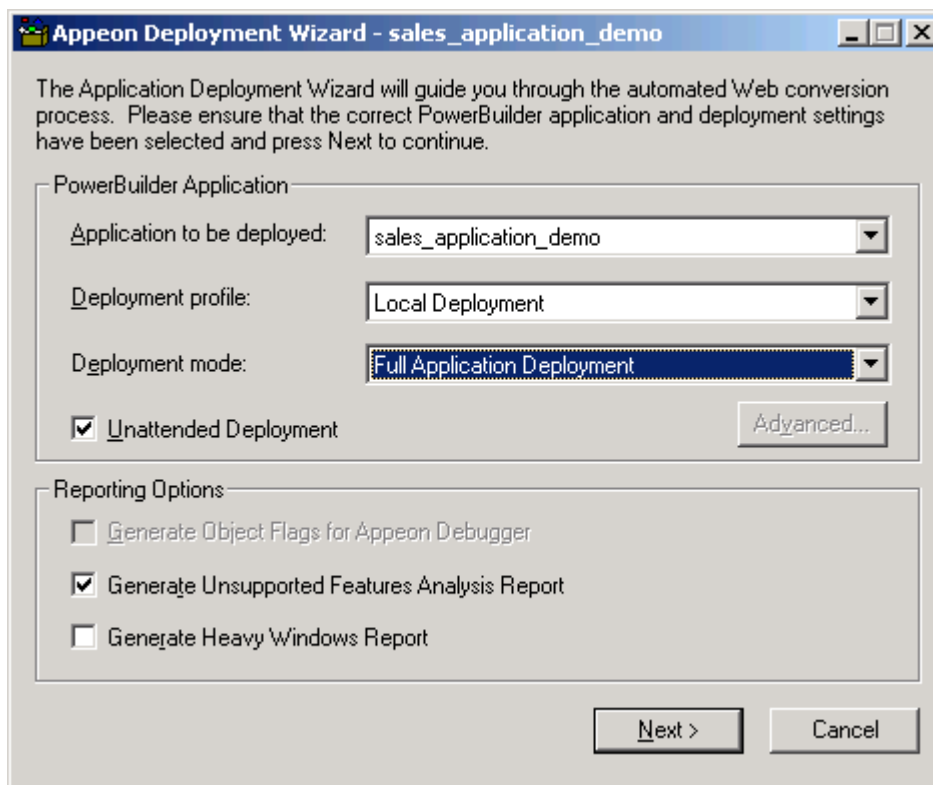 Appeon Deployment Wizard - sales_application_demo
The Application Deployment Wizard will guide you through the automated Web conversion
process.  Please ensure that the correct PowerBuilder application and deployment settings
have been selected and press Next to continue.
PowerBuilder Application
Application to be deployed: sales_application_demo
Deployment profile: Local Deployment
Deployment mode: Full Application Deployment
Unattended Deployment Advanced...
Reporting Options
Generate Object Flags for Appeon Debugger
Generate Unsupported Features Analysis Report
Generate Heavy Windows Report
Next > Cancel